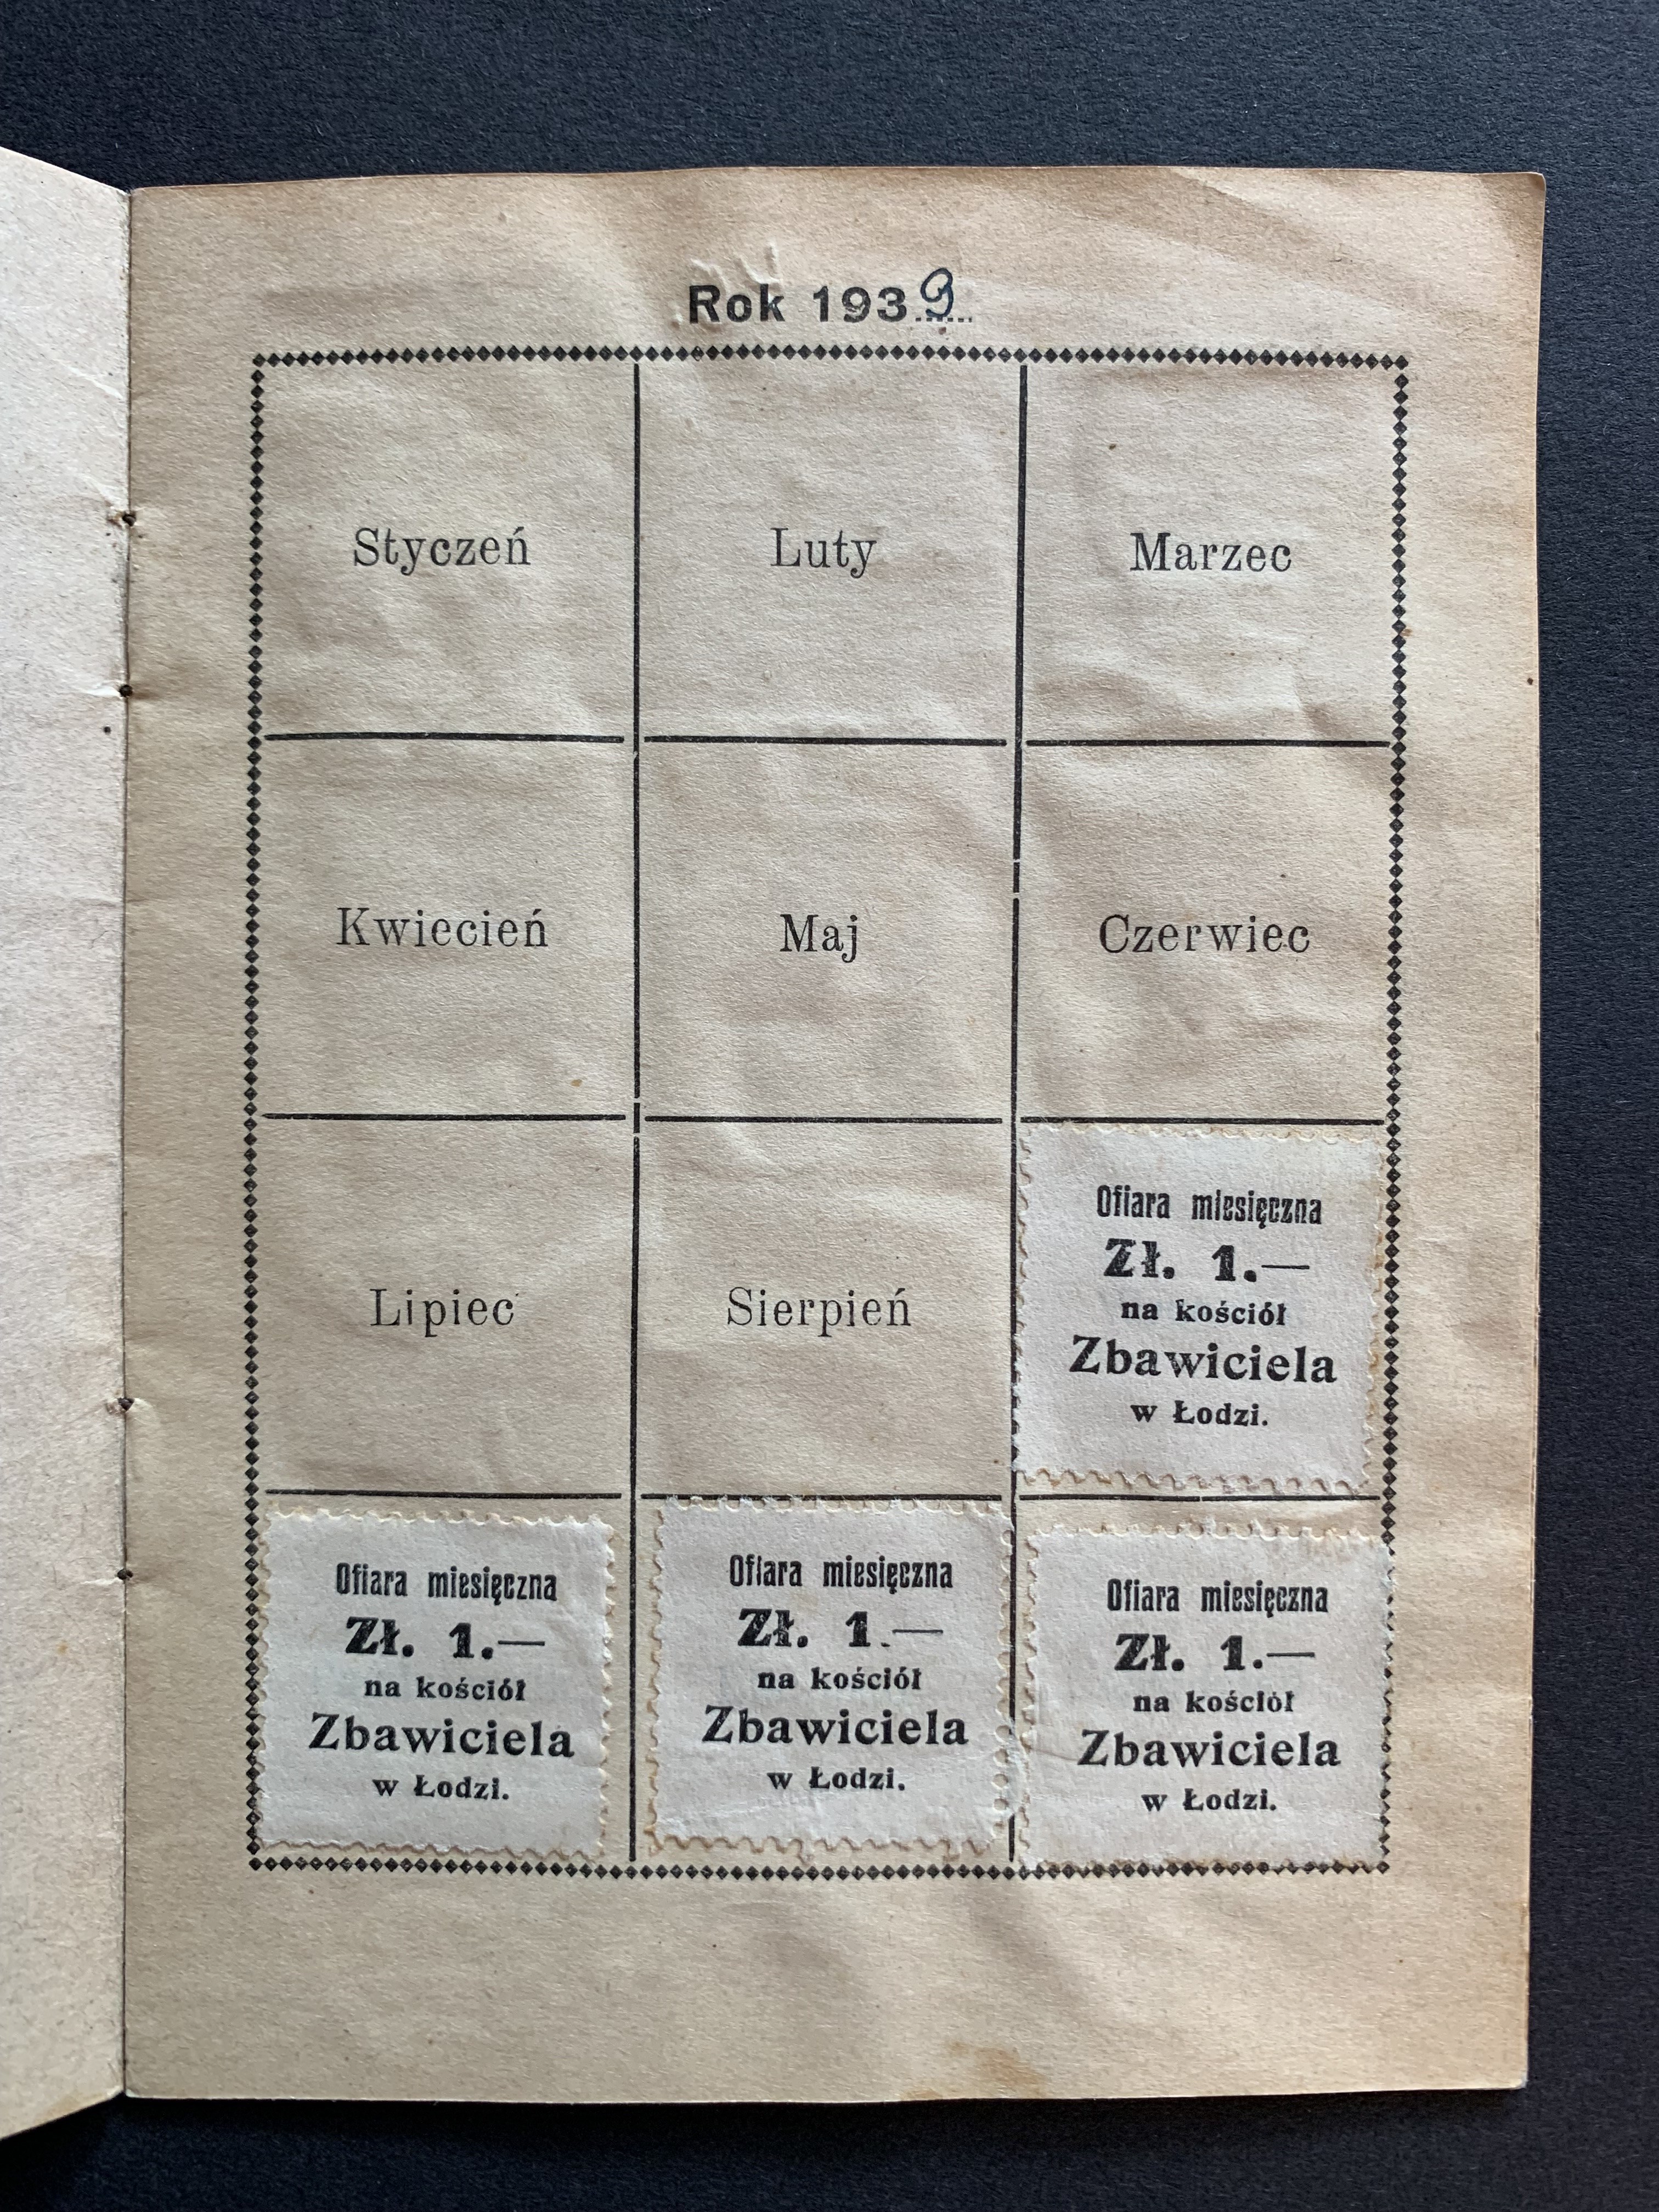 Rok 1939
Styczeń
Luty
Marzec
Kwiecień
Maj
Czerwiec
Lipiec
Sierpień
Ofiara miesięczna
Zł. 1.—
na kościół
Zbawiciela
w Łodzi.
Ofiara miesięczna
Zł. 1.—
na kościół
Zbawiciela
w Łodzi.
Ofiara miesięczna
Zł. 1.—
na kościół
Zbawiciela
w Łodzi.
Ofiara miesięczna
Zł. 1.—
na kościół
Zbawiciela
w Łodzi.